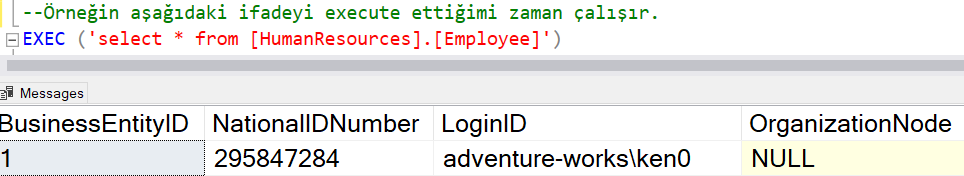 --Örneğin aşağıdaki ifadeyi execute ettiğimi zaman çalışır.
EXEC ('select * from [HumanResources].[Employee]')
Messages
BusinessEntityID NationalIDNumber LoginID OrganizationNode
1 295847284 adventure-works\ken0 NULL